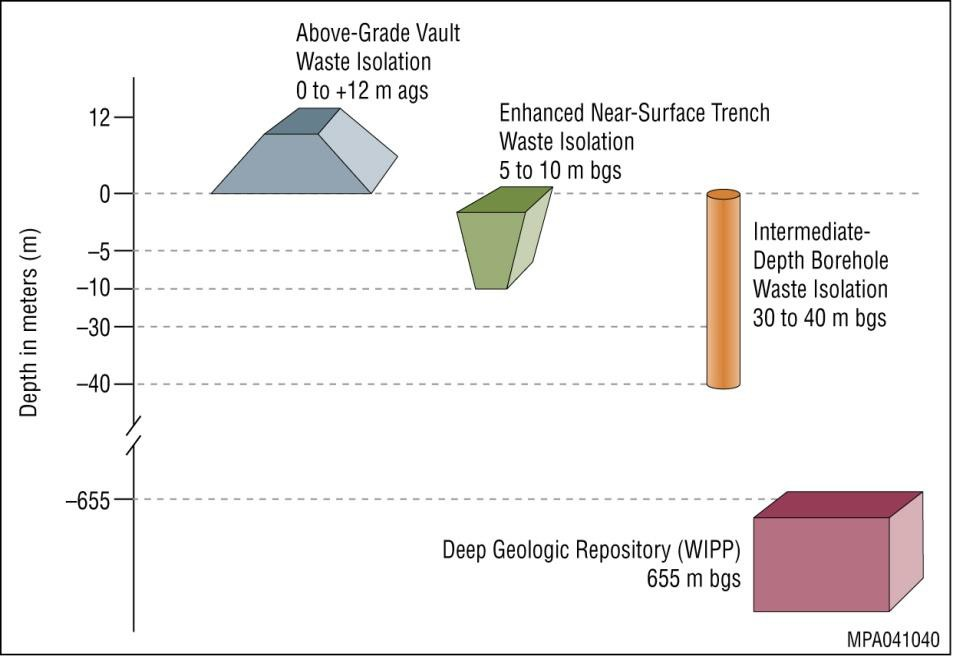 Above-Grade Vault
Waste Isolation
0 to +12 m ags
Enhanced Near-Surface Trench
Waste Isolation
5 to 10 m bgs
12
0
–5
–10
–30
–40
–655
Depth in meters (m)
Intermediate-
Depth Borehole
Waste Isolation
30 to 40 m bgs
Deep Geologic Repository (WIPP)
655 m bgs
MPA041040